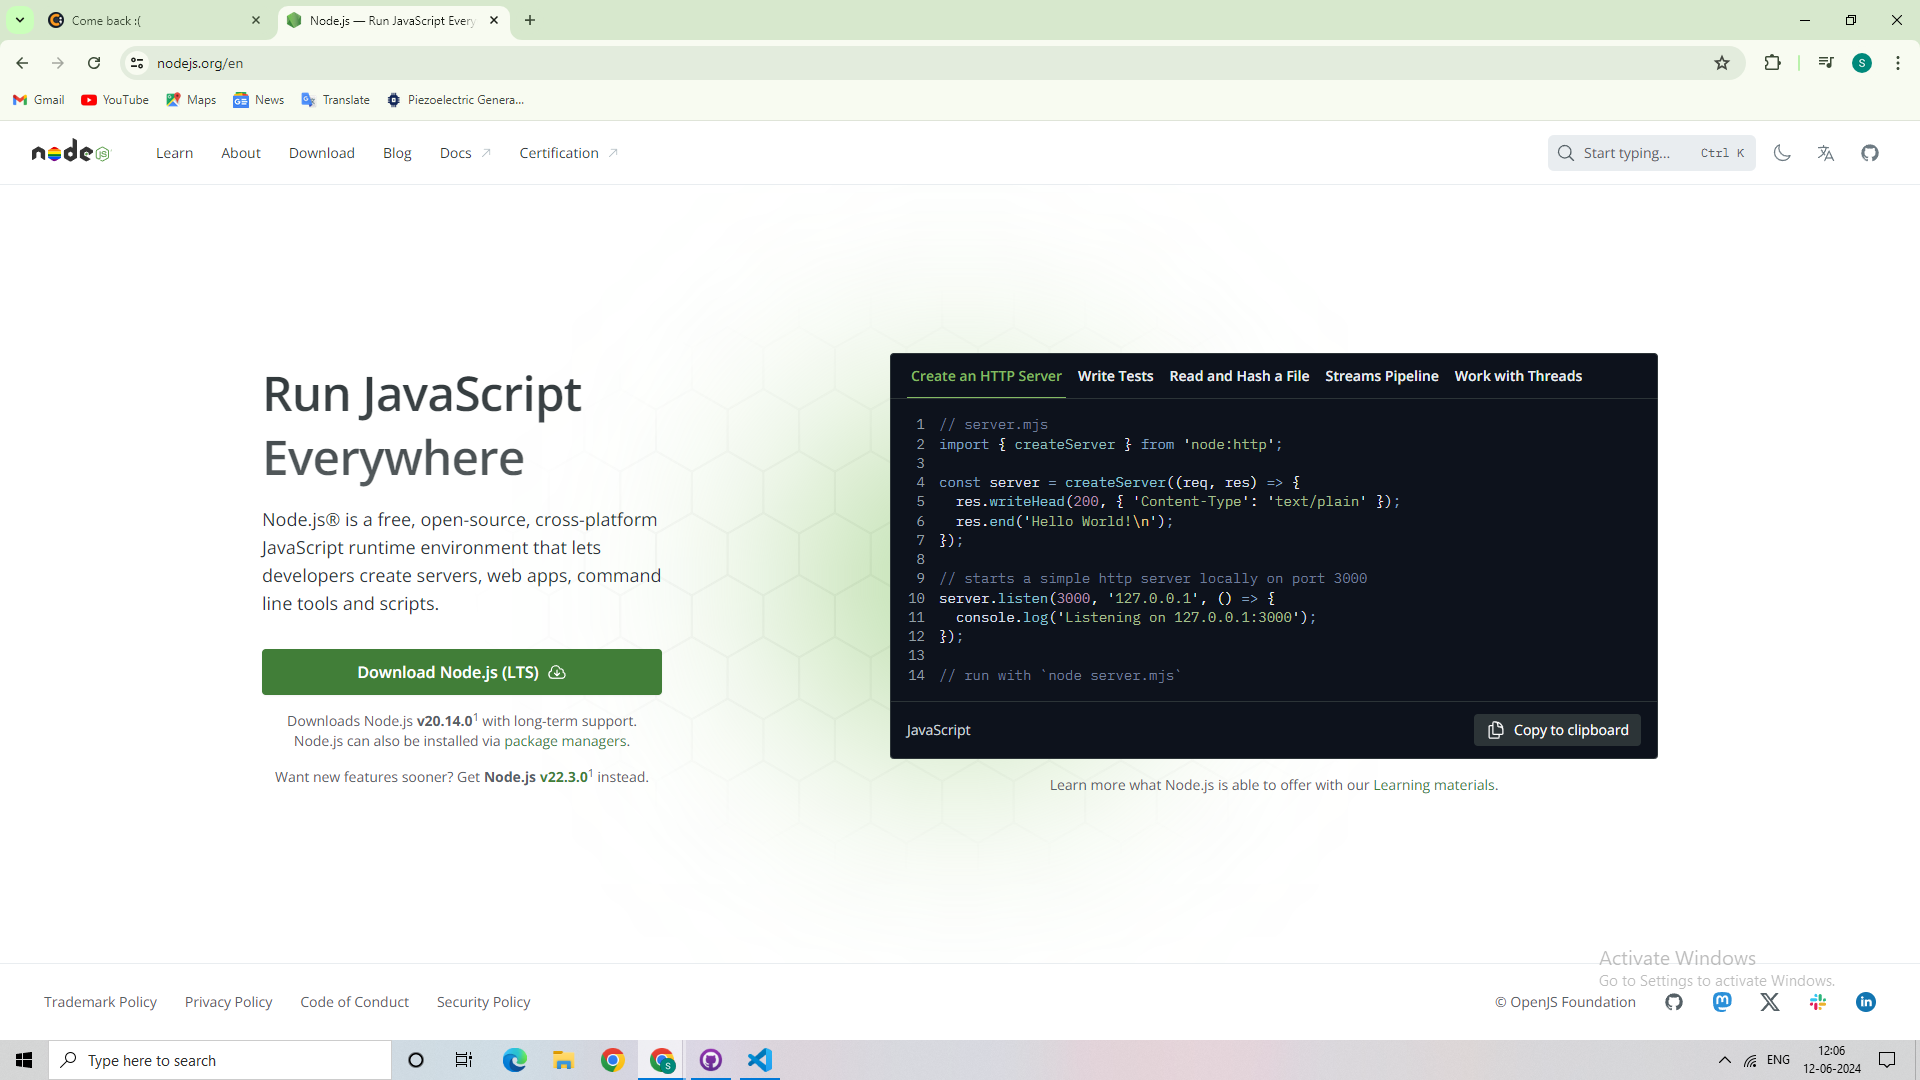 Come back :(
Node.js — Run JavaScript Every
nodejs.org/en
S
Gmail
YouTube
Maps
News
Translate
Piezoelectric Genera...
node
JS
Learn
About
Download
Blog
Docs
Certification
Start typing...
Ctrl K
Run JavaScript
Everywhere
Node.js® is a free, open-source, cross-platform
JavaScript runtime environment that lets
developers create servers, web apps, command
line tools and scripts.
Download Node.js (LTS)
Downloads Node.js v20.14.0¹ with long-term support.
Node.js can also be installed via package managers.
Want new features sooner? Get Node.js v22.3.0¹ instead.
Create an HTTP Server
Write Tests
Read and Hash a File
Streams Pipeline
Work with Threads
1 // server.mjs
2 import { createServer } from 'node:http';
3
4 const server = createServer((req, res) => {
5   res.writeHead(200, { 'Content-Type': 'text/plain' });
6   res.end('Hello World!\n');
7 });
8
9 // starts a simple http server locally on port 3000
10 server.listen(3000, '127.0.0.1', () => {
11   console.log('Listening on 127.0.0.1:3000');
12 });
13
14 // run with `node server.mjs`
JavaScript
Copy to clipboard
Learn more what Node.js is able to offer with our Learning materials.
Activate Windows
Go to Settings to activate Windows.
Trademark Policy
Privacy Policy
Code of Conduct
Security Policy
© OpenJS Foundation
in
Type here to search
S
ENG
12:06
12-06-2024